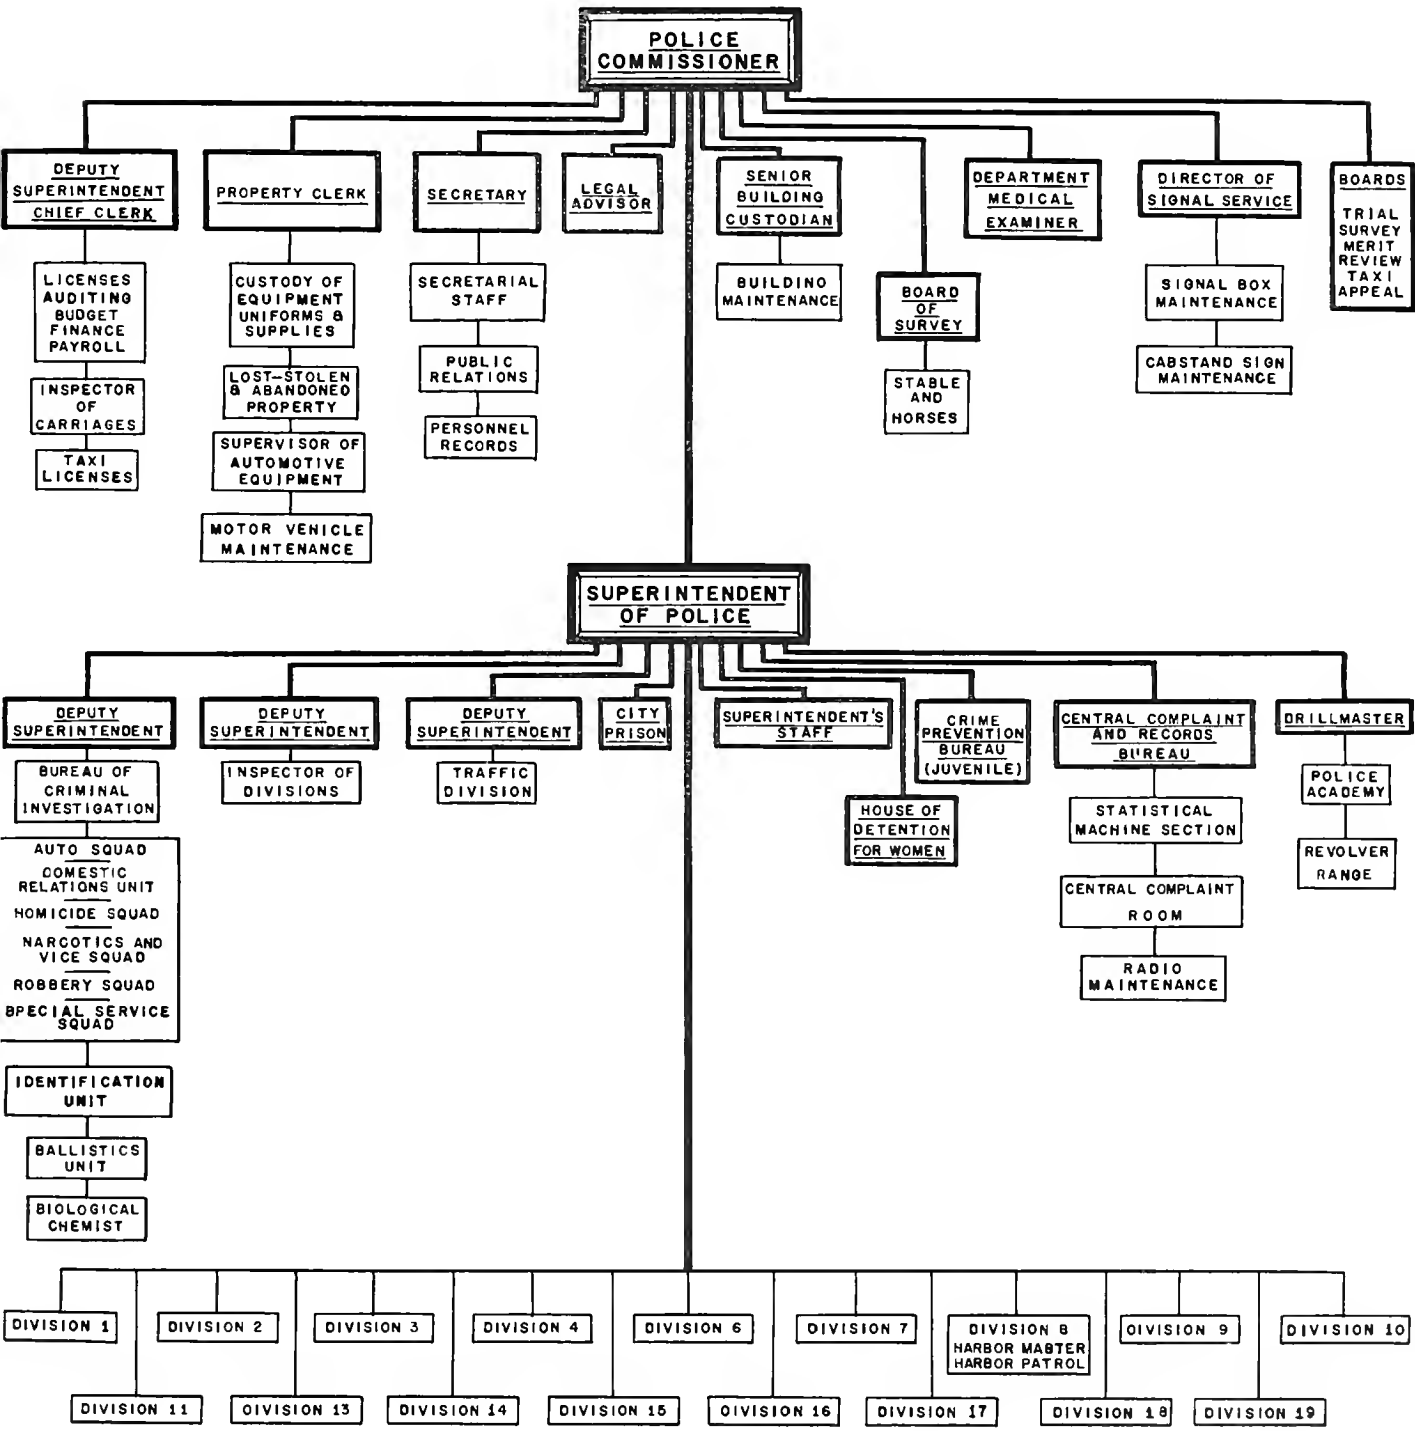 POLICE
COMMISSIONER
DEPUTY
SUPERINTENDENT
CHIEF CLERK
LICENSES
AUDITING
BUDGET
FINANCE
PAYROLL
INSPECTOR
OF
CARRIAGES
TAXI
LICENSES
PROPERTY CLERK
CUSTODY OF
EQUIPMENT
UNIFORMS &
SUPPLIES
LOST-STOLEN
& ABANDONED
PROPERTY
SUPERVISOR OF
AUTOMOTIVE
EQUIPMENT
MOTOR VEHICLE
MAINTENANCE
SECRETARY
SECRETARIAL
STAFF
PUBLIC
RELATIONS
PERSONNEL
RECORDS
LEGAL
ADVISOR
SENIOR
BUILDING
CUSTODIAN
BUILDING
MAINTENANCE
BOARD
OF
SURVEY
STABLE
AND
HORSES
DEPARTMENT
MEDICAL
EXAMINER
DIRECTOR OF
SIGNAL SERVICE
SIGNAL BOX
MAINTENANCE
CABSTAND SIGN
MAINTENANCE
BOARDS
TRIAL
SURVEY
MERIT
REVIEW
TAXI
APPEAL
SUPERINTENDENT
OF POLICE
DEPUTY
SUPERINTENDENT
BUREAU OF
CRIMINAL
INVESTIGATION
AUTO SQUAD
DOMESTIC
RELATIONS UNIT
HOMICIDE SQUAD
NARCOTICS AND
VICE SQUAD
ROBBERY SQUAD
SPECIAL SERVICE
SQUAD
IDENTIFICATION
UNIT
BALLISTICS
UNIT
BIOLOGICAL
CHEMIST
DEPUTY
SUPERINTENDENT
INSPECTOR OF
DIVISIONS
DEPUTY
SUPERINTENDENT
TRAFFIC
DIVISION
CITY
PRISON
SUPERINTENDENT'S
STAFF
HOUSE OF
DETENTION
FOR WOMEN
CRIME
PREVENTION
BUREAU
(JUVENILE)
CENTRAL COMPLAINT
AND RECORDS
BUREAU
STATISTICAL
MACHINE SECTION
CENTRAL COMPLAINT
ROOM
RADIO
MAINTENANCE
DRILLMASTER
POLICE
ACADEMY
REVOLVER
RANGE
DIVISION 1
DIVISION 2
DIVISION 3
DIVISION 4
DIVISION 6
DIVISION 7
DIVISION 8
HARBOR MASTER
HARBOR PATROL
DIVISION 9
DIVISION 10
DIVISION 11
DIVISION 13
DIVISION 14
DIVISION 15
DIVISION 16
DIVISION 17
DIVISION 18
DIVISION 19